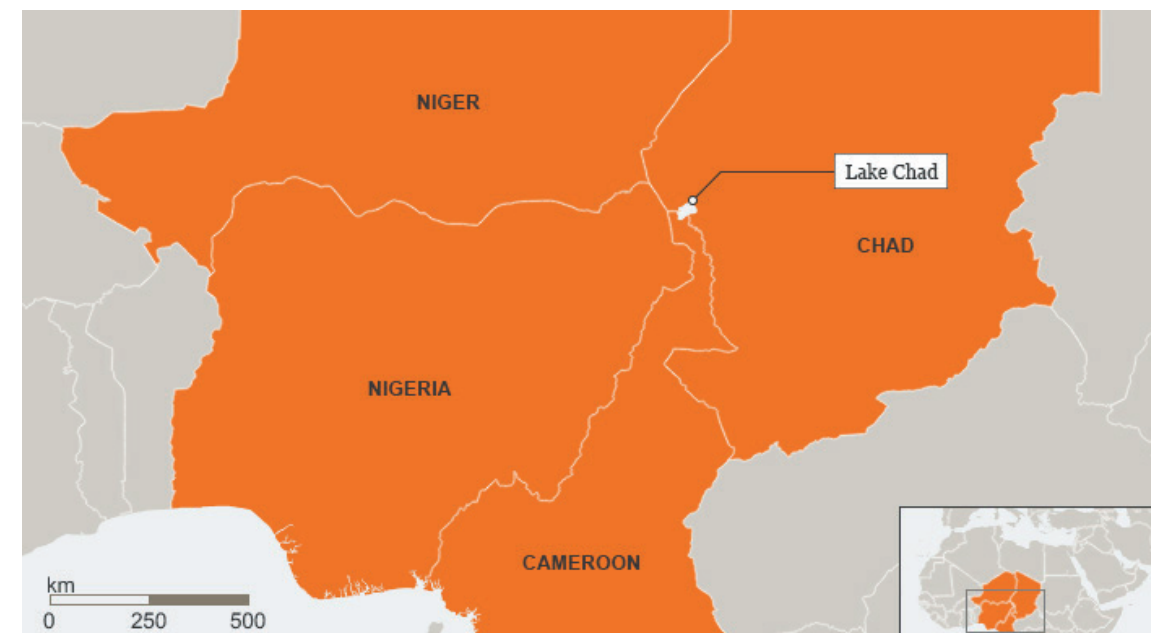 NIGER
Lake Chad
CHAD
NIGERIA
CAMEROON
km
0 250 500